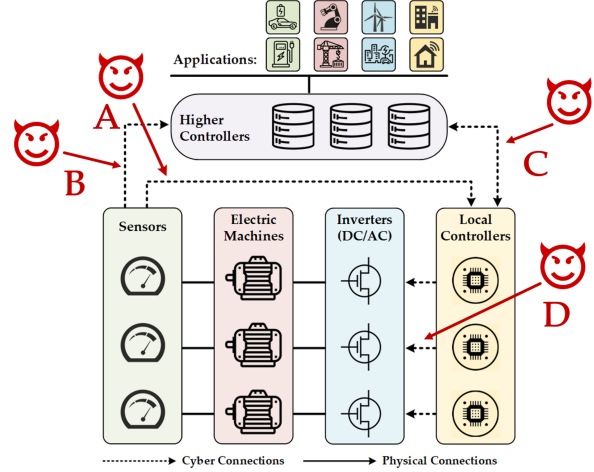 Applications:
A
Higher
Controllers
B
C
Sensors
Electric
Machines
Inverters
(DC/AC)
Local
Controllers
D
Cyber Connections
Physical Connections